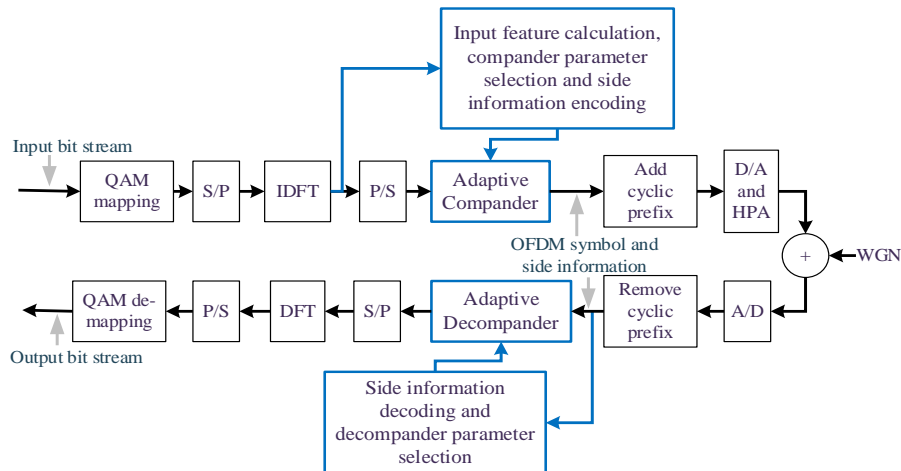 Input feature calculation,
compander parameter
selection and side
information encoding
Input bit stream
QAM
mapping
S/P
IDFT
P/S
Adaptive
Compander
Add
cyclic
prefix
D/A
and
HPA
OFDM symbol and
side information
+
WGN
QAM de-
mapping
P/S
DFT
S/P
Adaptive
Decompander
Remove
cyclic
prefix
A/D
Output bit stream
Side information
decoding and
decompander parameter
selection